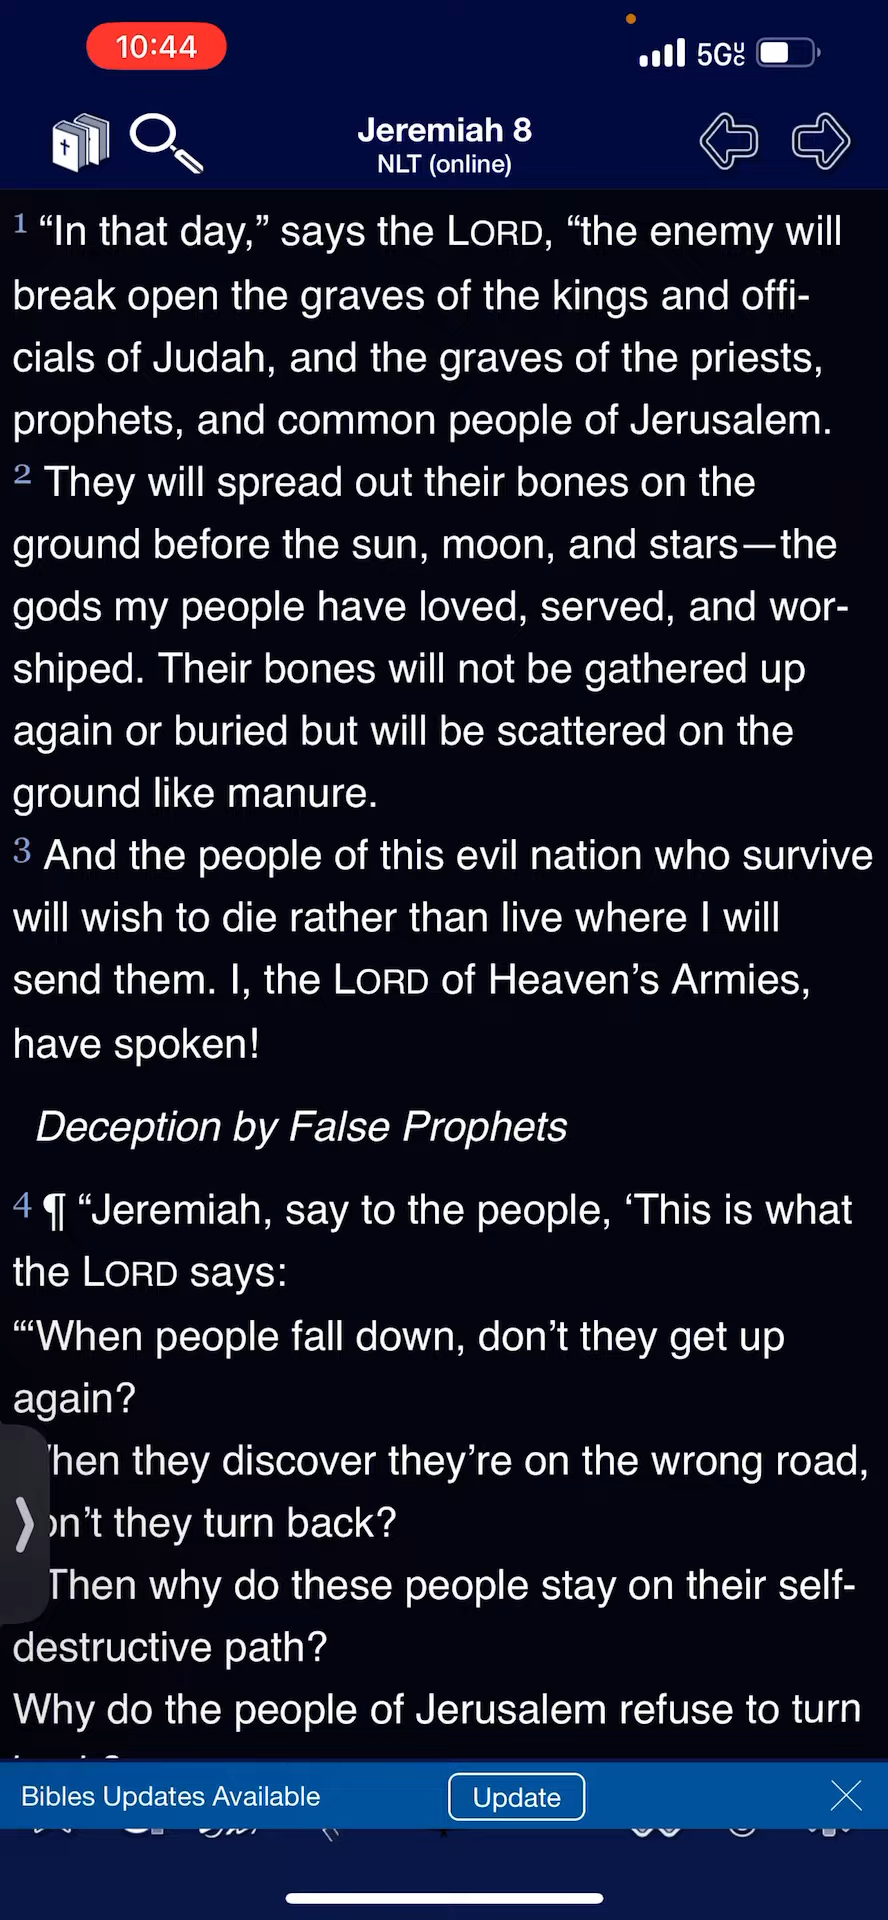 10:44
5G
Jeremiah 8
NLT (online)
1 “In that day,” says the LORD, “the enemy will
break open the graves of the kings and offi-
cials of Judah, and the graves of the priests,
prophets, and common people of Jerusalem.
2 They will spread out their bones on the
ground before the sun, moon, and stars—the
gods my people have loved, served, and wor-
shiped. Their bones will not be gathered up
again or buried but will be scattered on the
ground like manure.
3 And the people of this evil nation who survive
will wish to die rather than live where I will
send them. I, the LORD of Heaven’s Armies,
have spoken!
Deception by False Prophets
4 ¶ “Jeremiah, say to the people, ‘This is what
the LORD says:
“‘When people fall down, don’t they get up
again?
hen they discover they’re on the wrong road,
on’t they turn back?
Then why do these people stay on their self-
destructive path?
Why do the people of Jerusalem refuse to turn
Bibles Updates Available
Update